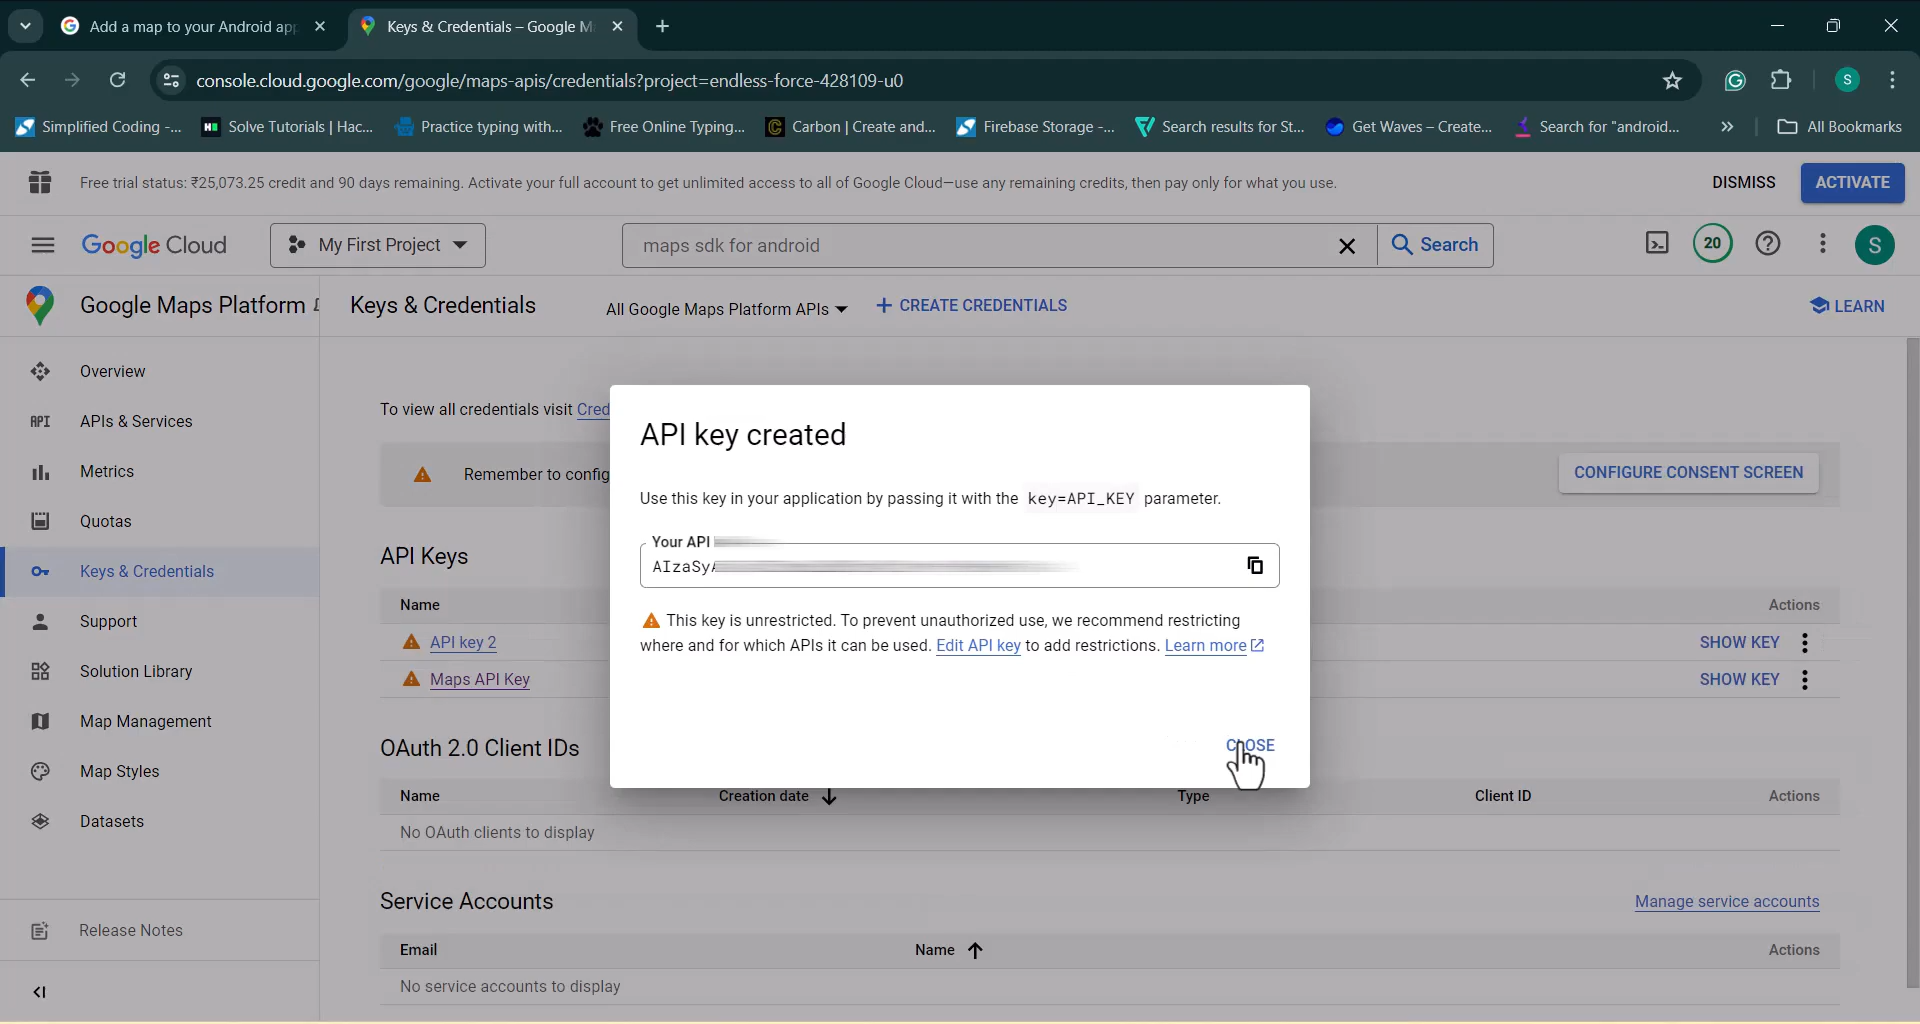 Add a map to your Android app
Keys & Credentials – Google M
console.cloud.google.com/google/maps-apis/credentials?project=endless-force-428109-u0
S
Simplified Coding -...
Solve Tutorials | Hac...
Practice typing with...
Free Online Typing...
Carbon | Create and...
Firebase Storage -...
Search results for St...
Get Waves – Create...
Search for "android...
All Bookmarks
Free trial status: ₹25,073.25 credit and 90 days remaining. Activate your full account to get unlimited access to all of Google Cloud—use any remaining credits, then pay only for what you use.
DISMISS
ACTIVATE
Google Cloud
My First Project
maps sdk for android
Search
20
S
Google Maps Platform
Keys & Credentials
All Google Maps Platform APIs
CREATE CREDENTIALS
LEARN
Overview
API APIs & Services
Metrics
Quotas
Keys & Credentials
Support
Solution Library
Map Management
Map Styles
Datasets
Release Notes
To view all credentials visit Cred
Remember to config
CONFIGURE CONSENT SCREEN
API Keys
Name
Actions
API key 2
SHOW KEY
Maps API Key
SHOW KEY
API key created
Use this key in your application by passing it with the key=API_KEY parameter.
Your API
AIzaSy
This key is unrestricted. To prevent unauthorized use, we recommend restricting
where and for which APIs it can be used. Edit API key to add restrictions. Learn more
CLOSE
OAuth 2.0 Client IDs
Name
Creation date
Type
Client ID
Actions
No OAuth clients to display
Service Accounts
Manage service accounts
Email
Name
Actions
No service accounts to display